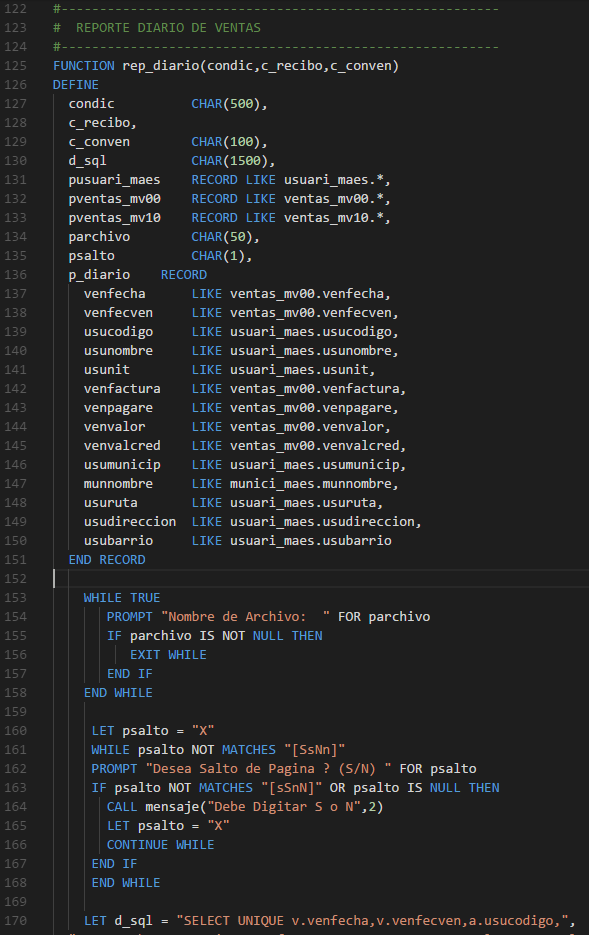 122 #---------------------------------------------------------
123 #  REPORTE DIARIO DE VENTAS
124 #---------------------------------------------------------
125 FUNCTION rep_diario(condic,c_recibo,c_conven)
126 DEFINE
127   condic          CHAR(500),
128   c_recibo,
129   c_conven        CHAR(100),
130   d_sql           CHAR(1500),
131   pusuari_maes    RECORD LIKE usuari_maes.*,
132   pventas_mv00    RECORD LIKE ventas_mv00.*,
133   pventas_mv10    RECORD LIKE ventas_mv10.*,
134   parchivo        CHAR(50),
135   psalto          CHAR(1),
136   p_diario    RECORD
137     venfecha      LIKE ventas_mv00.venfecha,
138     venfecven     LIKE ventas_mv00.venfecven,
139     usucodigo     LIKE usuari_maes.usucodigo,
140     usunombre     LIKE usuari_maes.usunombre,
141     usunit        LIKE usuari_maes.usunit,
142     venfactura    LIKE ventas_mv00.venfactura,
143     venpagare     LIKE ventas_mv00.venpagare,
144     venvalor      LIKE ventas_mv00.venvalor,
145     venvalcred    LIKE ventas_mv00.venvalcred,
146     usumunicip    LIKE usuari_maes.usumunicip,
147     munnombre     LIKE munici_maes.munnombre,
148     usuruta       LIKE usuari_maes.usuruta,
149     usudireccion  LIKE usuari_maes.usudireccion,
150     usubarrio     LIKE usuari_maes.usubarrio
151   END RECORD
152
153     WHILE TRUE
154        PROMPT "Nombre de Archivo:  " FOR parchivo
155        IF parchivo IS NOT NULL THEN
156           EXIT WHILE
157        END IF
158     END WHILE
159
160      LET psalto = "X"
161      WHILE psalto NOT MATCHES "[SsNn]"
162      PROMPT "Desea Salto de Pagina ? (S/N) " FOR psalto
163      IF psalto NOT MATCHES "[sSnN]" OR psalto IS NULL THEN
164        CALL mensaje("Debe Digitar S o N",2)
165        LET psalto = "X"
166        CONTINUE WHILE
167      END IF
168      END WHILE
169
170     LET d_sql = "SELECT UNIQUE v.venfecha,v.venfecven,a.usucodigo,",